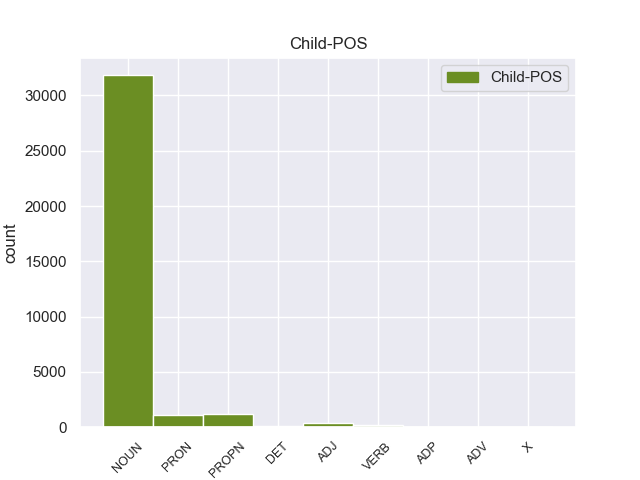 Child-POS
Child-POS
30000
25000
20000
15000
10000
5000
0
count
NOUN
PRON
PROPN
DET
ADJ
VERB
ADP
ADV
X